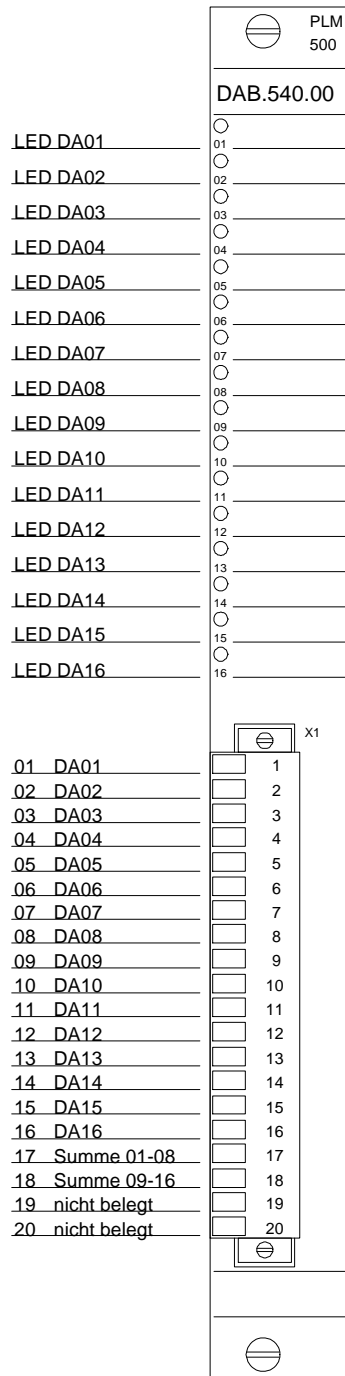 PLM
500
DAB.540.00
LED DA01 01
LED DA02 02
LED DA03 03
LED DA04 04
LED DA05 05
LED DA06 06
LED DA07 07
LED DA08 08
LED DA09 09
LED DA10 10
LED DA11 11
LED DA12 12
LED DA13 13
LED DA14 14
LED DA15 15
LED DA16 16
X1
01 DA01 1
02 DA02 2
03 DA03 3
04 DA04 4
05 DA05 5
06 DA06 6
07 DA07 7
08 DA08 8
09 DA09 9
10 DA10 10
11 DA11 11
12 DA12 12
13 DA13 13
14 DA14 14
15 DA15 15
16 DA16 16
17 Summe 01-08 17
18 Summe 09-16 18
19 nicht belegt 19
20 nicht belegt 20